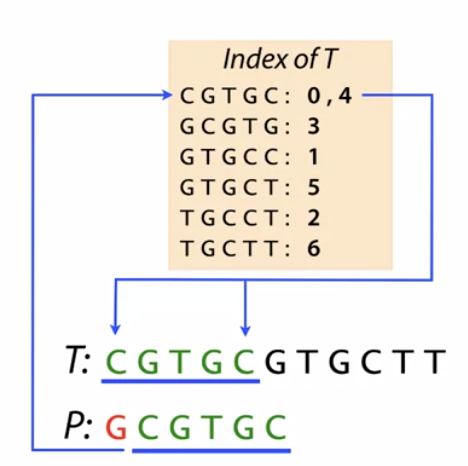 Index of T
CGTGC: 0,4
GCGTG: 3
GTGCC: 1
GTGCT: 5
TGCCT: 2
TGCTT: 6
T: CGTGCGTGCTT
P: GCGTGC